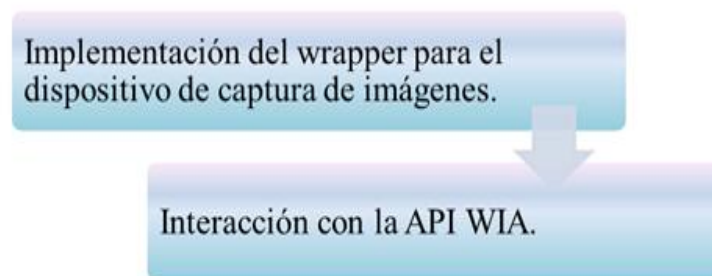 Implementación del wrapper para el
dispositivo de captura de imágenes.
Interacción con la API WIA.